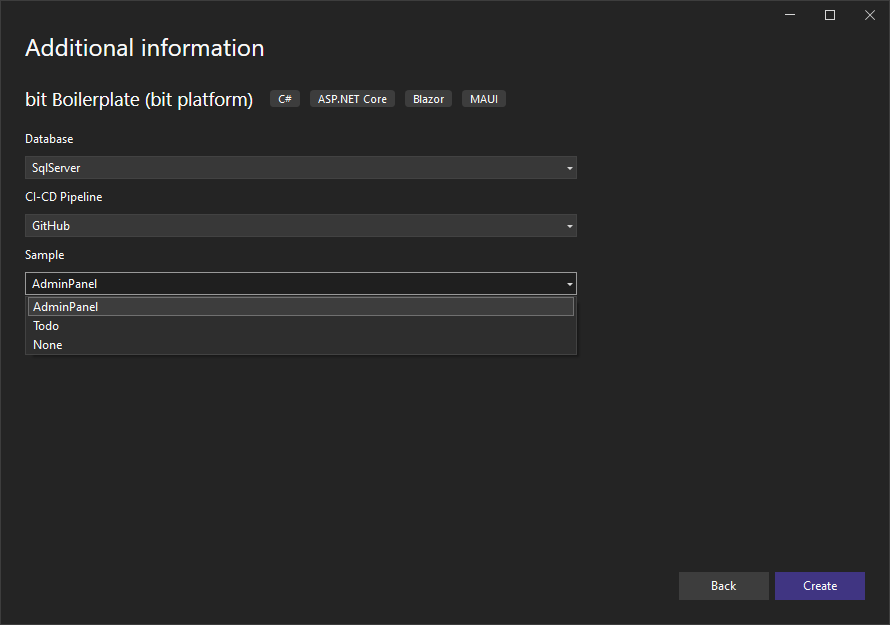 Additional information
bit Boilerplate (bit platform) C# ASP.NET Core Blazor MAUI
Database
SqlServer
CI-CD Pipeline
GitHub
Sample
AdminPanel
AdminPanel
Todo
None
Back Create